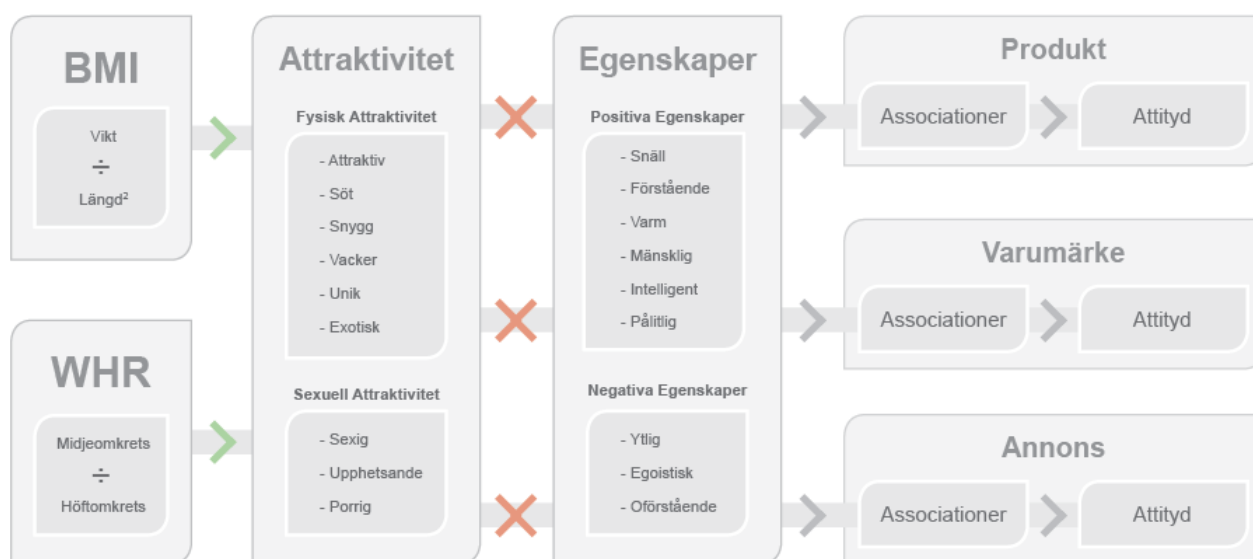 BMI
Vikt
÷
Längd²
WHR
Midjeomkrets
÷
Höftomkrets
Attraktivitet
Fysisk Attraktivitet
- Attraktiv
- Söt
- Snygg
- Vacker
- Unik
- Exotisk
Sexuell Attraktivitet
- Sexig
- Upphetsande
- Porrig
Egenskaper
Positiva Egenskaper
- Snäll
- Förstående
- Varm
- Mänsklig
- Intelligent
- Pålitlig
Negativa Egenskaper
- Ytlig
- Egoistisk
- Oförstående
Produkt
Associationer
Attityd
Varumärke
Associationer
Attityd
Annons
Associationer
Attityd